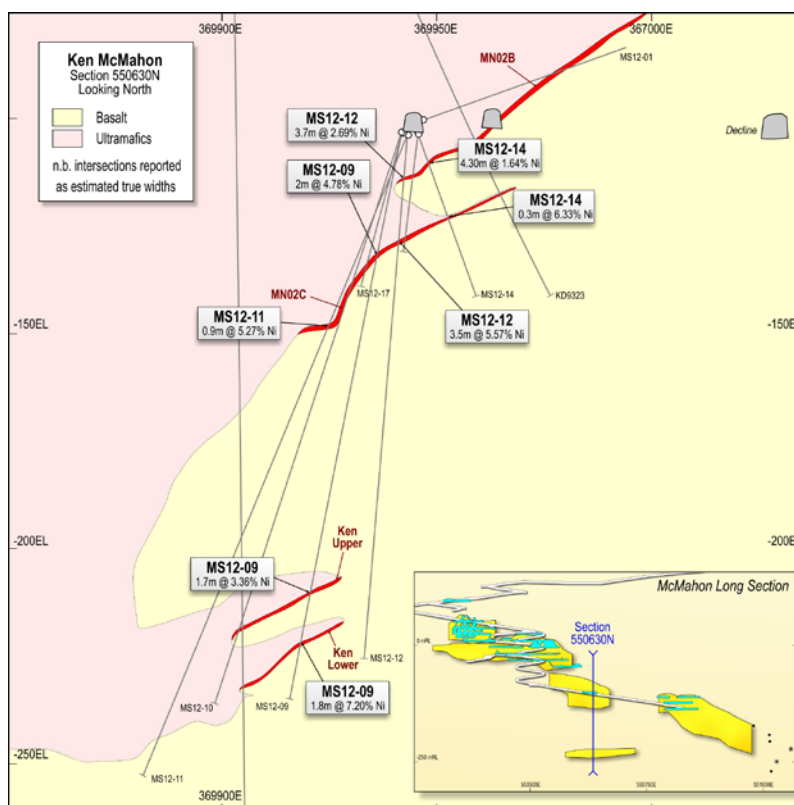 369900E
369950E
367000E
Ken McMahon
Section 550630N
Looking North
Basalt
Ultramafics
n.b. intersections reported
as estimated true widths
MN02B
MS12-01
MS12-12
3.7m @ 2.69% Ni
Decline
MS12-14
4.30m @ 1.64% Ni
MS12-09
2m @ 4.78% Ni
MS12-14
0.3m @ 6.33% Ni
MS12-17
MN02C
MS12-14
KD9323
MS12-11
0.9m @ 5.27% Ni
MS12-12
3.5m @ 5.57% Ni
-150EL
-150EL
-200EL
-200EL
Ken
Upper
MS12-09
1.7m @ 3.36% Ni
McMahon Long Section
Section
550630N
0 mRL
Ken
Lower
MS12-12
MS12-09
1.8m @ 7.20% Ni
MS12-10
MS12-09
-250EL
-250 mRL
MS12-11
369900E